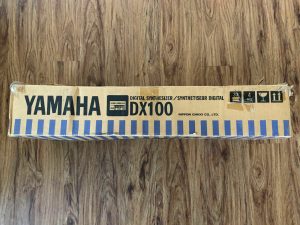 YAMAHA
DIGITAL SYNTHESIZER/SYNTHETISEUR DIGITAL
DX100
NIPPON GAKKI CO., LTD.